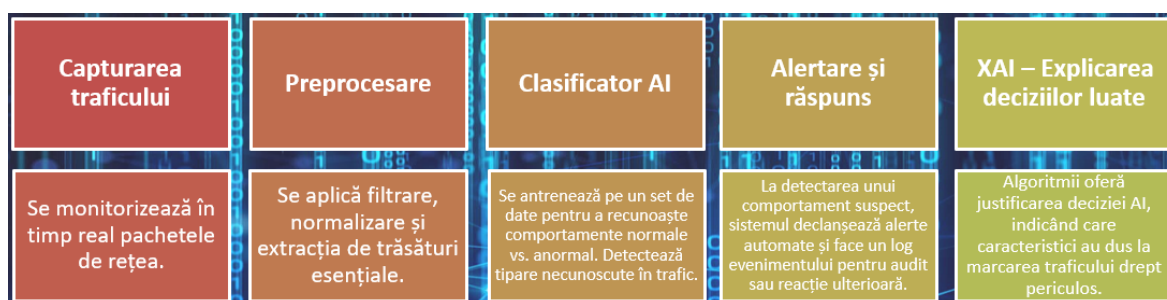 Capturarea
traficului
Preprocesare
Clasificator AI
Alertare și
răspuns
XAI – Explicarea
deciziilor luate
Se monitorizează în
timp real pachetele
de rețea.
Se aplică filtrare,
normalizare și
extracția de trăsături
esențiale.
Se antrenează pe un set de
date pentru a recunoaște
comportamente normale
vs. anormal. Detectează
tipare necunoscute în trafic.
La detectarea unui
comportament suspect,
sistemul declanșează alerte
automate și face un log
evenimentului pentru audit
sau reacție ulterioară.
Algoritmii oferă
justificarea deciziei AI,
indicând care
caracteristici au dus la
marcarea traficului drept
periculos.